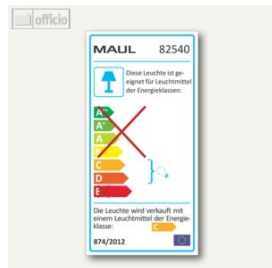 officio
MAUL 82540
Diese Leuchte ist ge-
eignet für Leuchtmittel
der Energieklassen:
A++
A+
A
B
C
D
E
Die Leuchte wird verkauft mit
einem Leuchtmittel der Energie-
klasse: C
874/2012